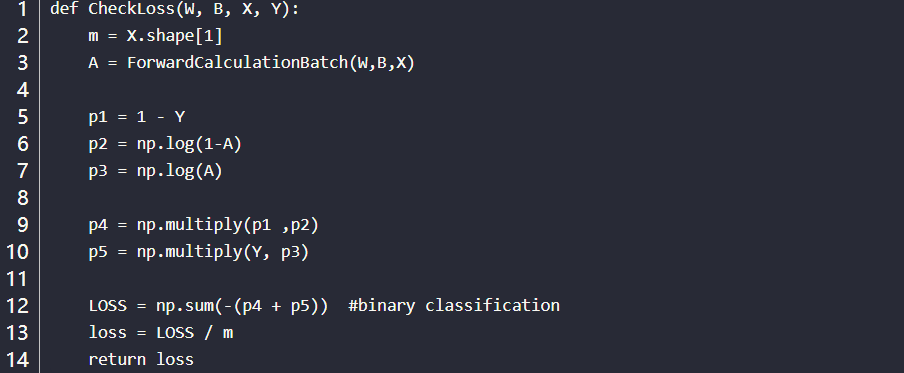 1 def CheckLoss(W, B, X, Y):
2     m = X.shape[1]
3     A = ForwardCalculationBatch(W,B,X)
4
5     p1 = 1 - Y
6     p2 = np.log(1-A)
7     p3 = np.log(A)
8
9     p4 = np.multiply(p1 ,p2)
10     p5 = np.multiply(Y, p3)
11
12     LOSS = np.sum(-(p4 + p5))  #binary classification
13     loss = LOSS / m
14     return loss